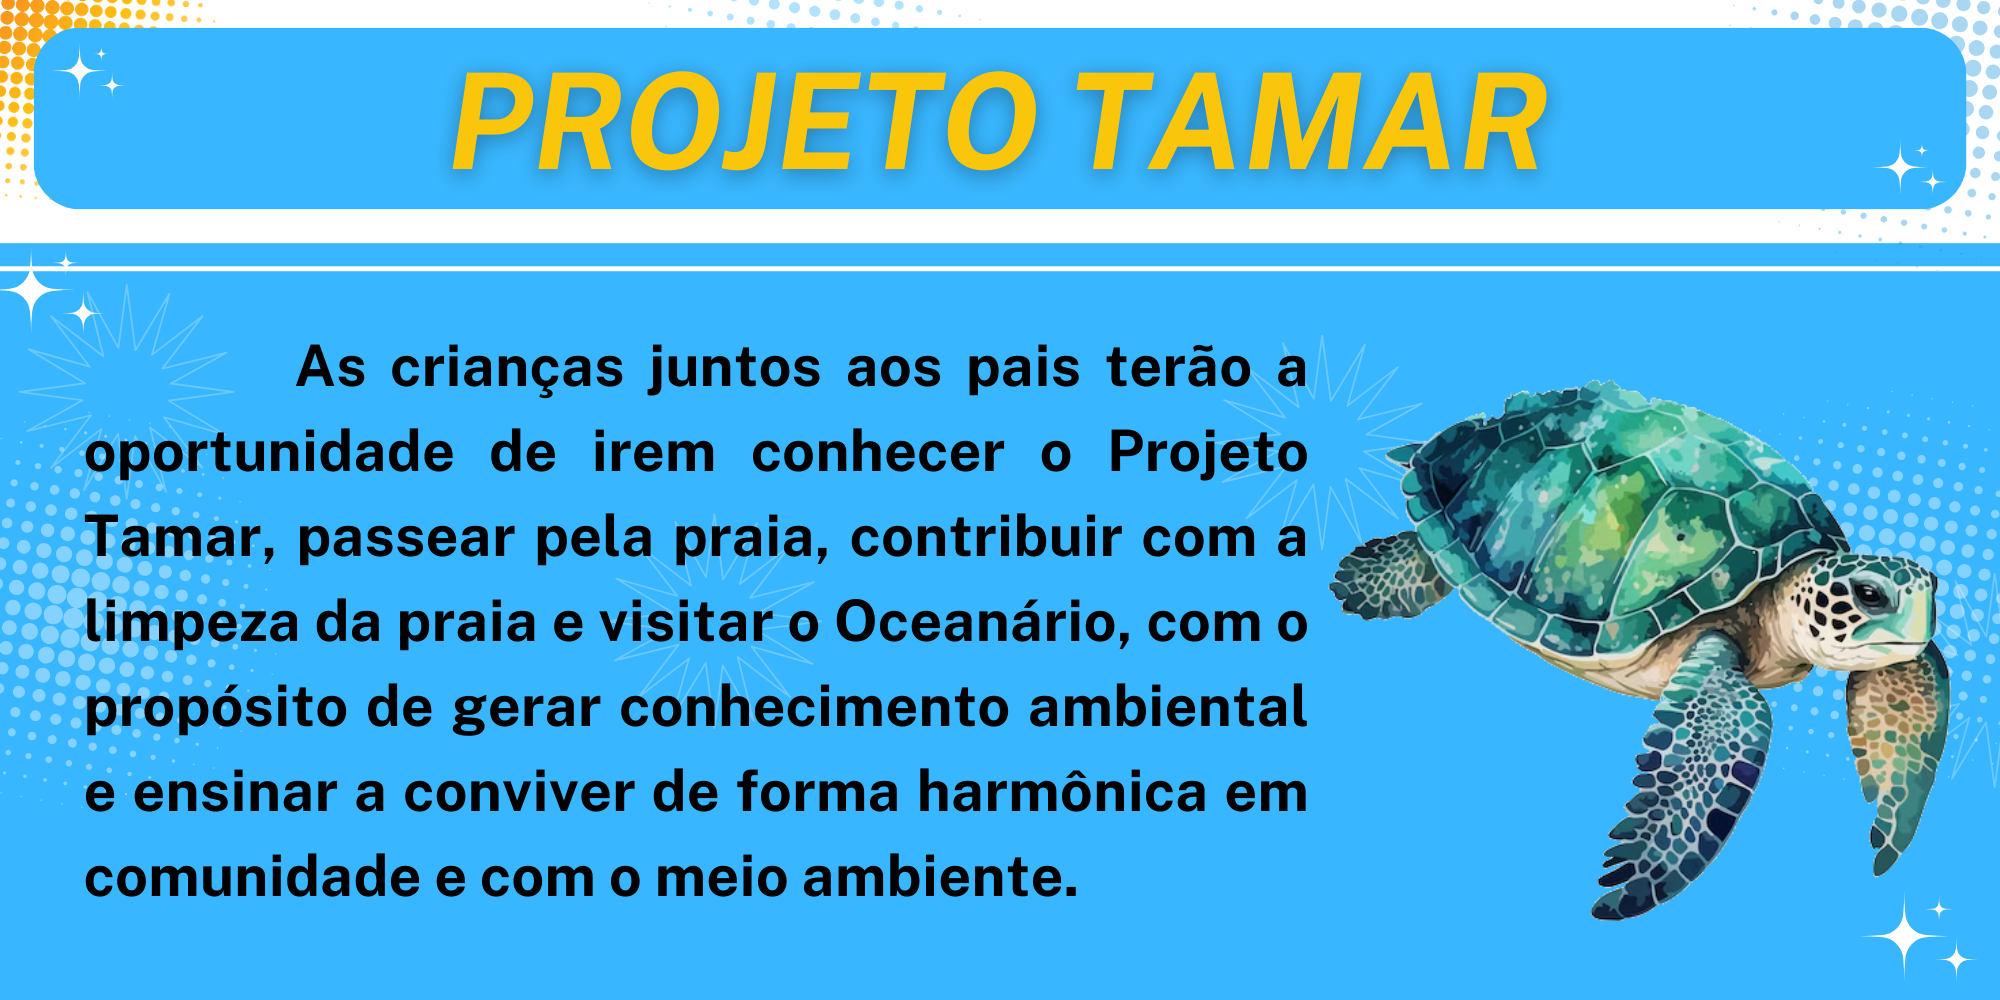 PROJETO TAMAR
As crianças juntos aos pais terão a
oportunidade de irem conhecer o Projeto
Tamar, passear pela praia, contribuir com a
limpeza da praia e visitar o Oceanário, com o
propósito de gerar conhecimento ambiental
e ensinar a conviver de forma harmônica em
comunidade e com o meio ambiente.